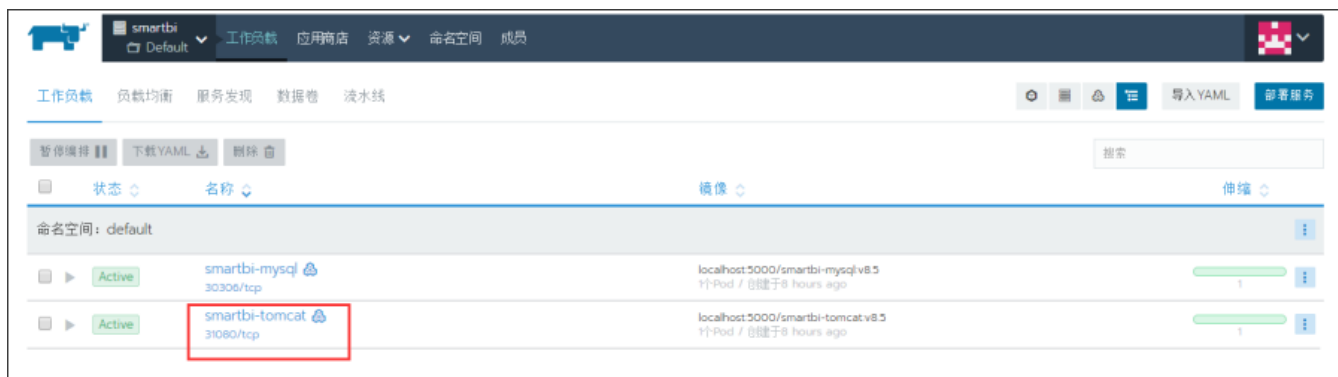 smartbi
Default
工作负载 应用商店 资源 命名空间 成员
工作负载 负载均衡 服务发现 数据卷 流水线 导入YAML 部署服务
暂停编排 下载YAML 删除 搜索
状态 名称 镜像 伸缩
命名空间：default
Active smartbi-mysql localhost:5000/smartbi-mysql:v8.5
30306/tcp 1个Pod / 创建于8 hours ago 1
Active smartbi-tomcat localhost:5000/smartbi-tomcat:v8.5
31080/tcp 1个Pod / 创建于8 hours ago 1